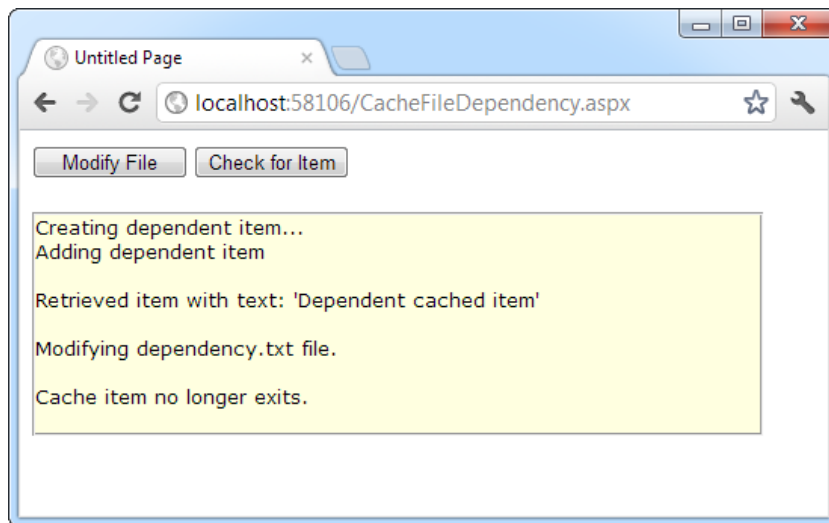 Untitled Page
localhost:58106/CacheFileDependency.aspx
Modify File Check for Item
Creating dependent item...
Adding dependent item
Retrieved item with text: 'Dependent cached item'
Modifying dependency.txt file.
Cache item no longer exits.